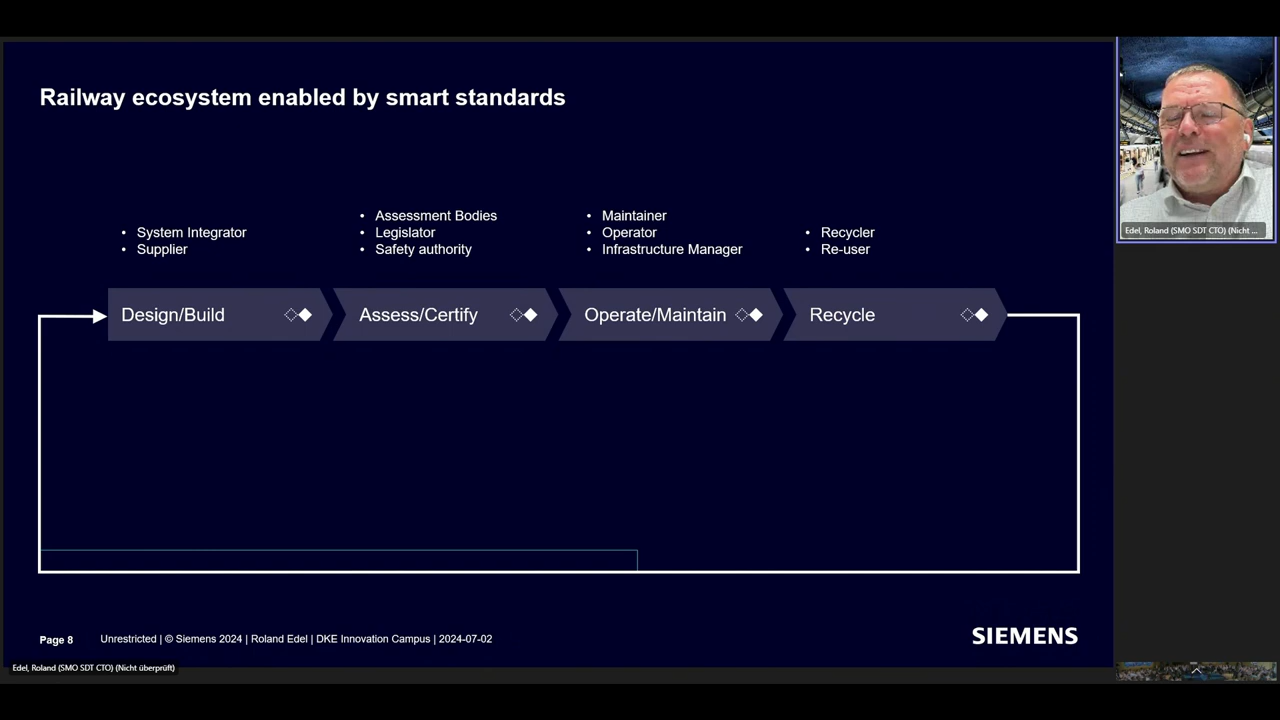 Railway ecosystem enabled by smart standards
• System Integrator
• Supplier
• Assessment Bodies
• Legislator
• Safety authority
• Maintainer
• Operator
• Infrastructure Manager
• Recycler
• Re-user
Design/Build
Assess/Certify
Operate/Maintain
Recycle
Page 8
Unrestricted | © Siemens 2024 | Roland Edel | DKE Innovation Campus | 2024-07-02
SIEMENS
Edel, Roland (SMO SDT CTO) (Nicht überprüft)
Edel, Roland (SMO SDT CTO) (Nicht ...